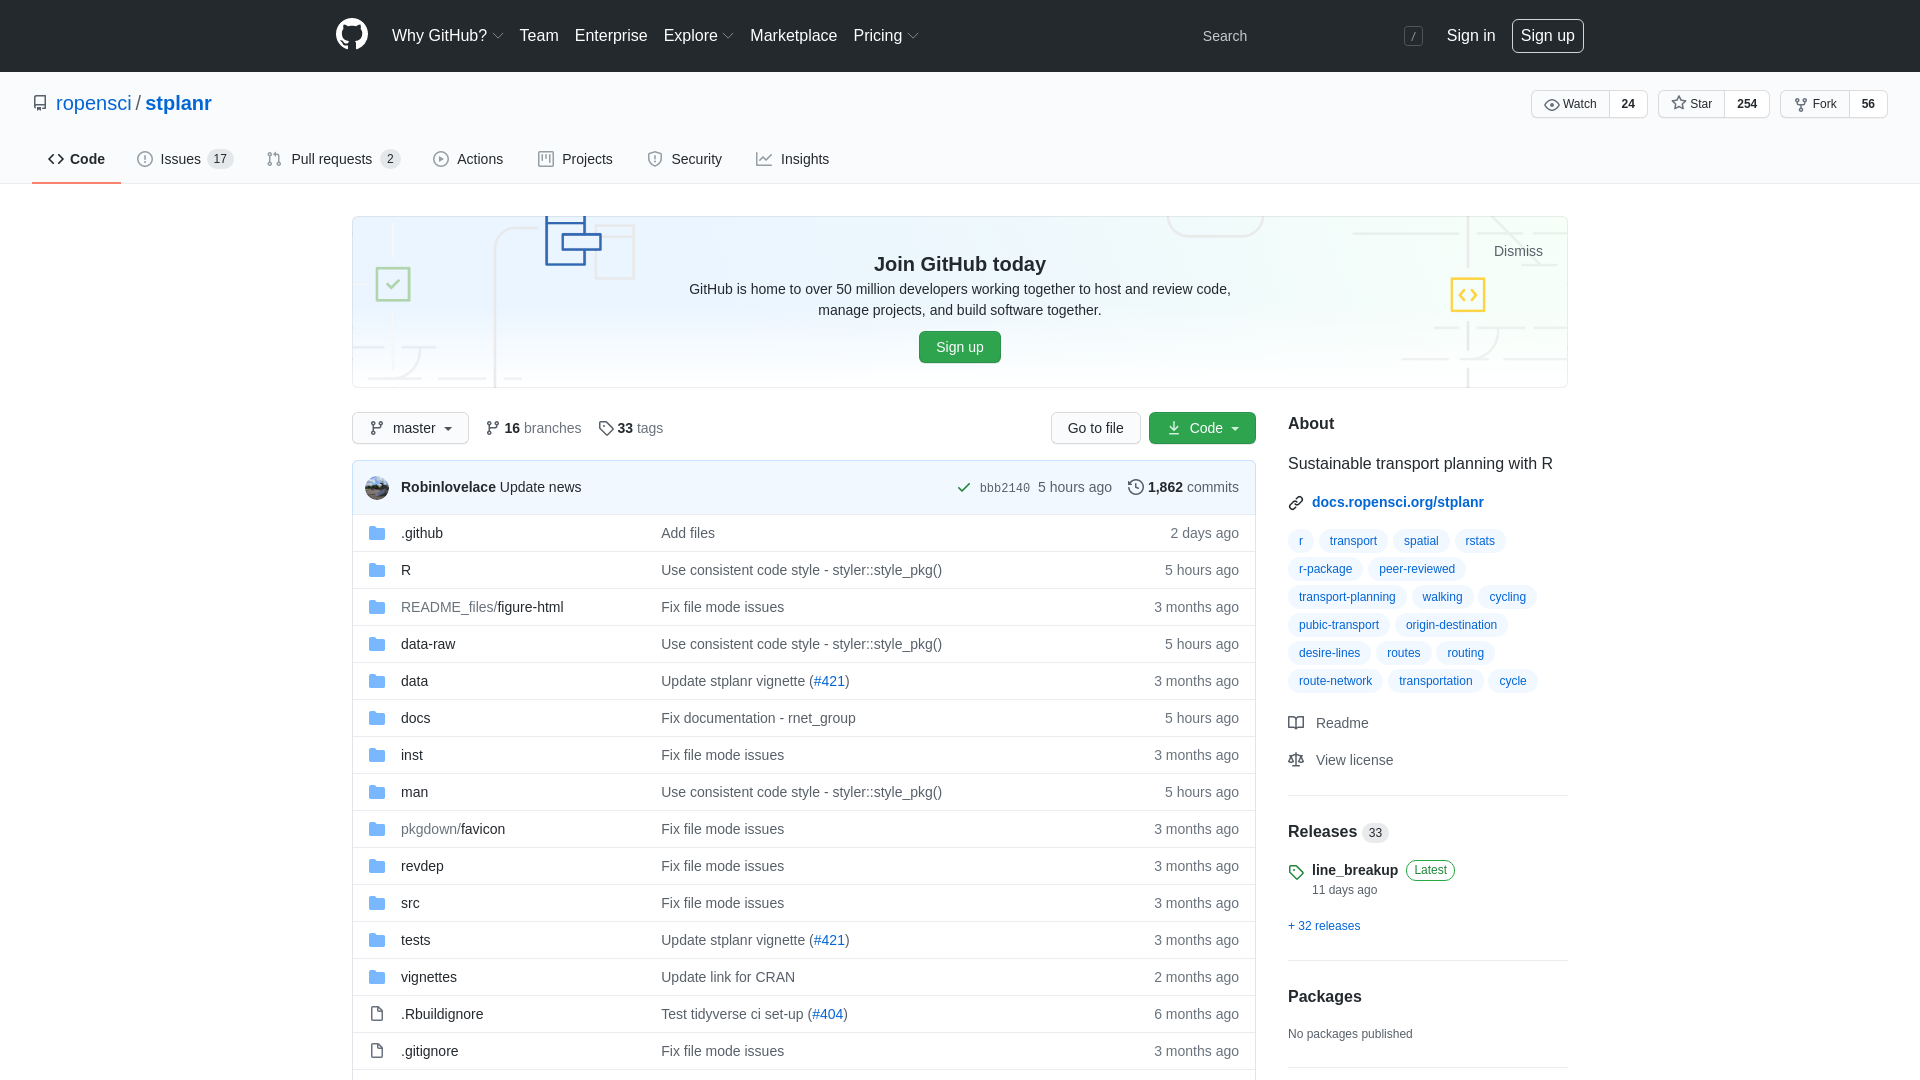 Why GitHub? Team Enterprise Explore Marketplace Pricing Search / Sign in Sign up
ropensci / stplanr Watch 24 Star 254 Fork 56
Code Issues 17 Pull requests 2 Actions Projects Security Insights
Dismiss
Join GitHub today
GitHub is home to over 50 million developers working together to host and review code,
manage projects, and build software together.
Sign up
master 16 branches 33 tags Go to file Code
Robinlovelace Update news bbb2140 5 hours ago 1,862 commits
.github Add files 2 days ago
R Use consistent code style - styler::style_pkg() 5 hours ago
README_files/figure-html Fix file mode issues 3 months ago
data-raw Use consistent code style - styler::style_pkg() 5 hours ago
data Update stplanr vignette (#421) 3 months ago
docs Fix documentation - rnet_group 5 hours ago
inst Fix file mode issues 3 months ago
man Use consistent code style - styler::style_pkg() 5 hours ago
pkgdown/favicon Fix file mode issues 3 months ago
revdep Fix file mode issues 3 months ago
src Fix file mode issues 3 months ago
tests Update stplanr vignette (#421) 3 months ago
vignettes Update link for CRAN 2 months ago
.Rbuildignore Test tidyverse ci set-up (#404) 6 months ago
.gitignore Fix file mode issues 3 months ago
About
Sustainable transport planning with R
docs.ropensci.org/stplanr
r transport spatial rstats
r-package peer-reviewed
transport-planning walking cycling
pubic-transport origin-destination
desire-lines routes routing
route-network transportation cycle
Readme
View license
Releases 33
line_breakup Latest
11 days ago
+ 32 releases
Packages
No packages published